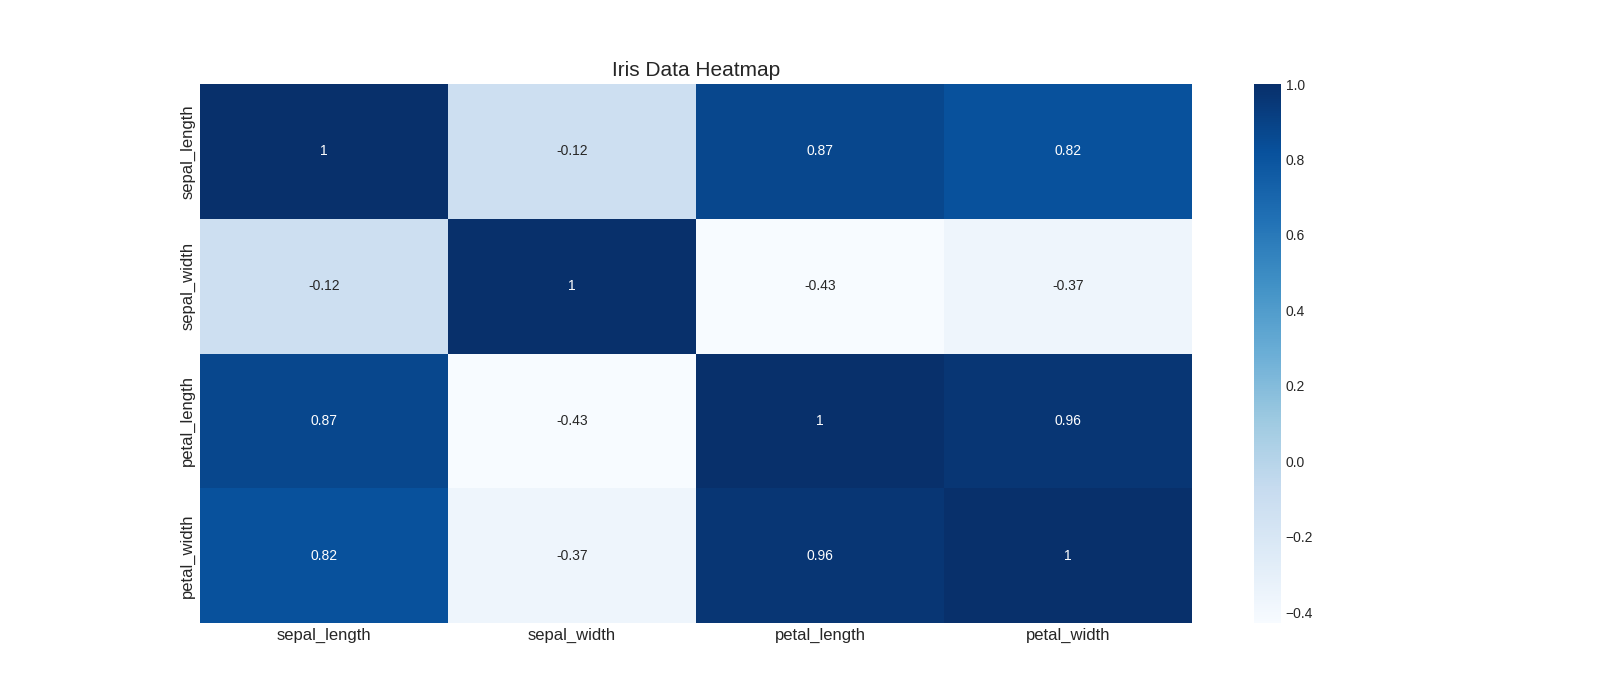 Iris Data Heatmap
sepal_length 1 -0.12 0.87 0.82
sepal_width -0.12 1 -0.43 -0.37
petal_length 0.87 -0.43 1 0.96
petal_width 0.82 -0.37 0.96 1
sepal_length sepal_width petal_length petal_width
1.0
0.8
0.6
0.4
0.2
0.0
−0.2
−0.4